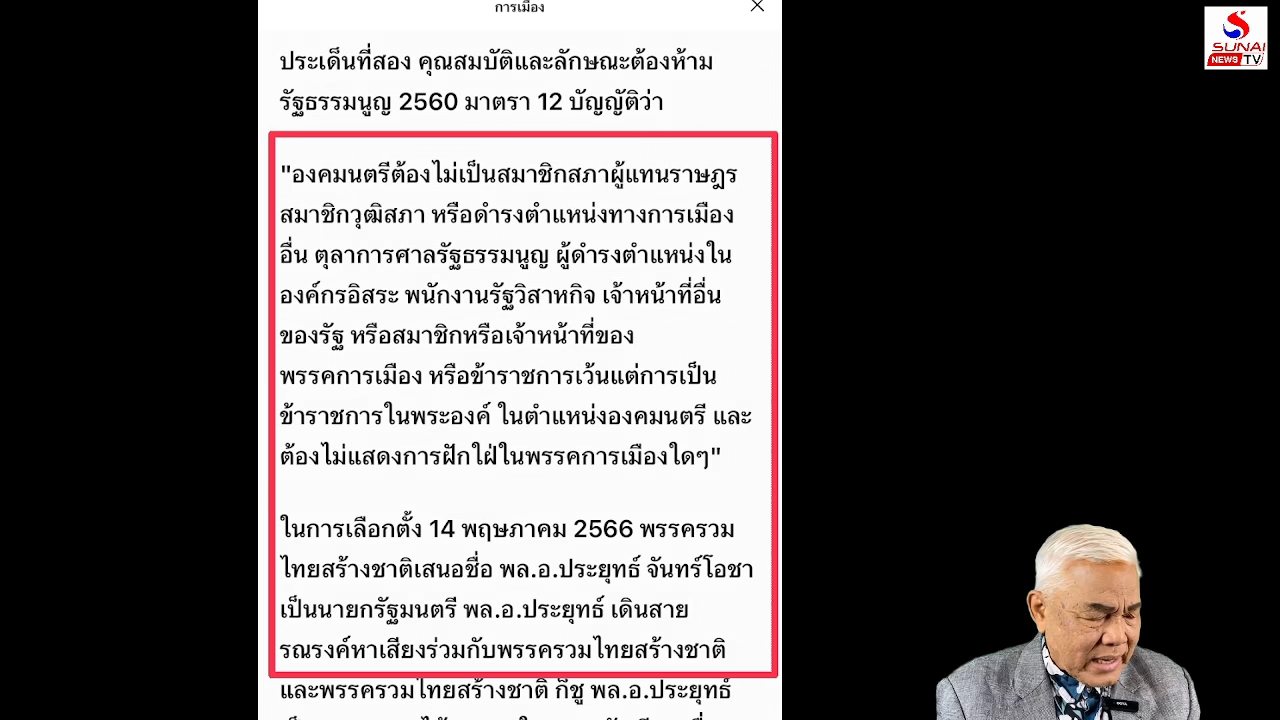 การเมือง
SUNAI
NEWS TV
ประเด็นที่สอง คุณสมบัติและลักษณะต้องห้าม
รัฐธรรมนูญ 2560 มาตรา 12 บัญญัติว่า
"องคมนตรีต้องไม่เป็นสมาชิกสภาผู้แทนราษฎร
สมาชิกวุฒิสภา หรือดำรงตำแหน่งทางการเมือง
อื่น ตุลาการศาลรัฐธรรมนูญ ผู้ดำรงตำแหน่งใน
องค์กรอิสระ พนักงานรัฐวิสาหกิจ เจ้าหน้าที่อื่น
ของรัฐ หรือสมาชิกหรือเจ้าหน้าที่ของ
พรรคการเมือง หรือข้าราชการเว้นแต่การเป็น
ข้าราชการในพระองค์ ในตำแหน่งองคมนตรี และ
ต้องไม่แสดงการฝักใฝ่ในพรรคการเมืองใดๆ"
ในการเลือกตั้ง 14 พฤษภาคม 2566 พรรครวม
ไทยสร้างชาติเสนอชื่อ พล.อ.ประยุทธ์ จันทร์โอชา
เป็นนายกรัฐมนตรี พล.อ.ประยุทธ์ เดินสาย
รณรงค์หาเสียงร่วมกับพรรครวมไทยสร้างชาติ
และพรรครวมไทยสร้างชาติ ก็ชู พล.อ.ประยุทธ์